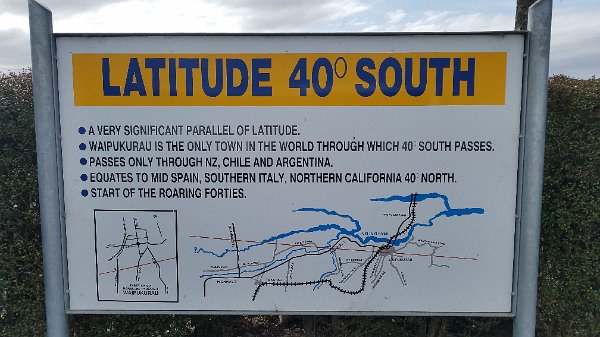 LATITUDE 40° SOUTH
● A VERY SIGNIFICANT PARALLEL OF LATITUDE.
● WAIPUKURAU IS THE ONLY TOWN IN THE WORLD THROUGH WHICH 40° SOUTH PASSES.
● PASSES ONLY THROUGH NZ, CHILE AND ARGENTINA.
● EQUATES TO MID SPAIN, SOUTHERN ITALY, NORTHERN CALIFORNIA 40° NORTH.
● START OF THE ROARING FORTIES.
WAIPUKURAU